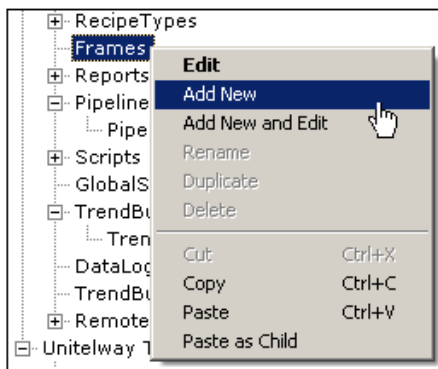 RecipeTypes
Frames
Reports
Pipeline
Pipe
Scripts
GlobalS
TrendBu
Tren
DataLog
TrendBu
Remote
Unitelway T
Edit
Add New
Add New and Edit
Rename
Duplicate
Delete
Cut Ctrl+X
Copy Ctrl+C
Paste Ctrl+V
Paste as Child